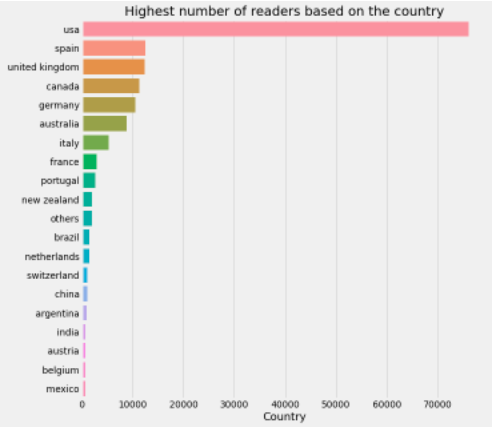 Highest number of readers based on the country
usa
spain
united kingdom
canada
germany
australia
italy
france
portugal
new zealand
others
brazil
netherlands
switzerland
china
argentina
india
austria
belgium
mexico
0 10000 20000 30000 40000 50000 60000 70000
Country